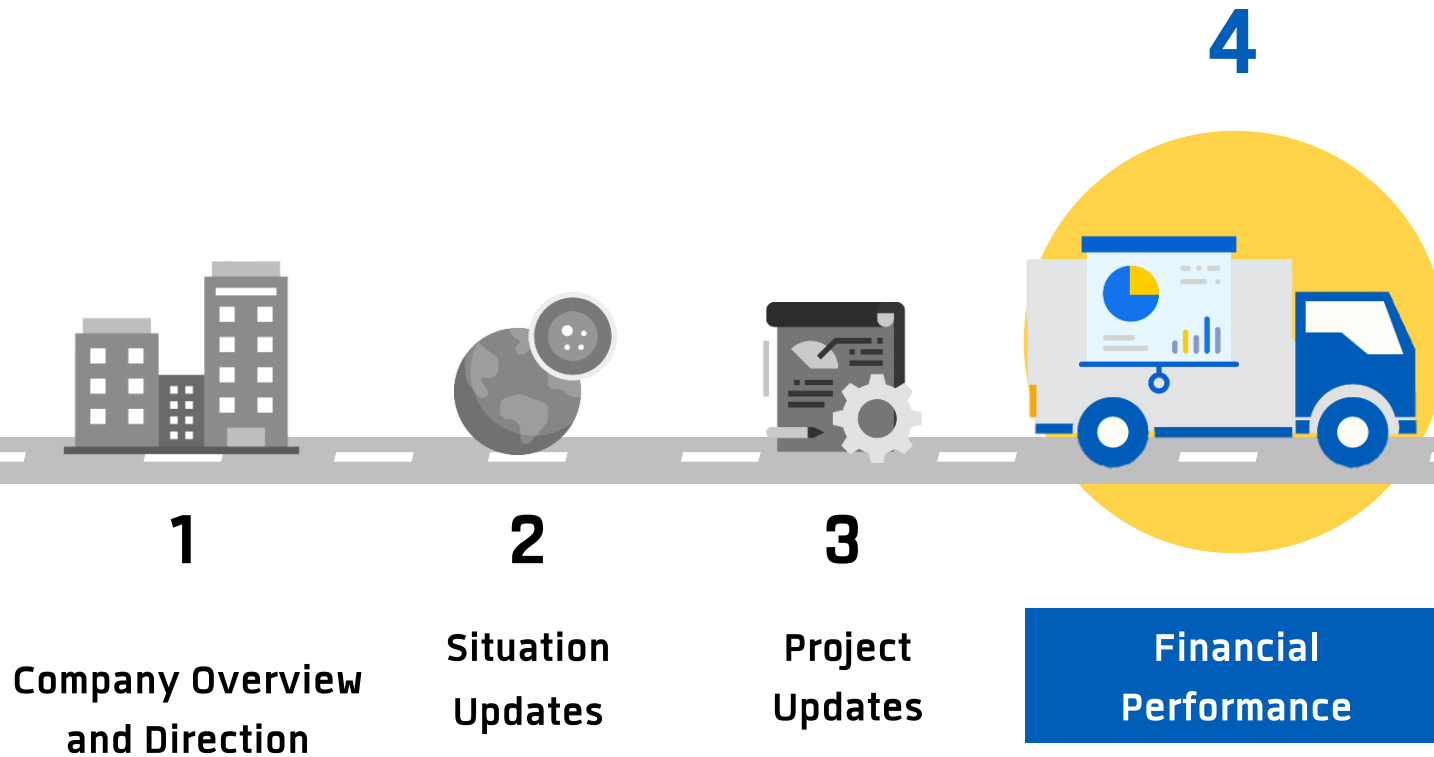 4
1
Company Overview
and Direction
2
Situation
Updates
3
Project
Updates
Financial
Performance